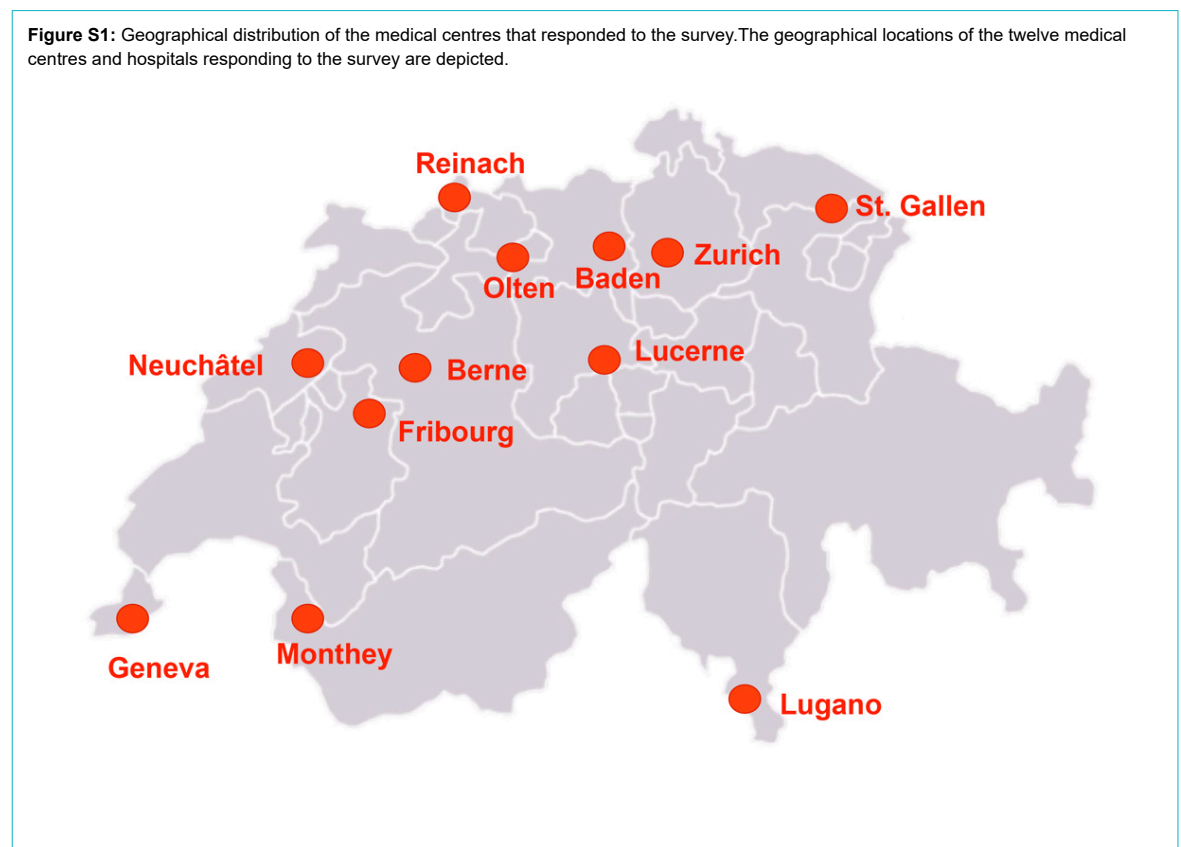 Figure S1: Geographical distribution of the medical centres that responded to the survey.The geographical locations of the twelve medical
centres and hospitals responding to the survey are depicted.
Reinach
St. Gallen
Zurich
Baden
Olten
Lucerne
Neuchâtel
Berne
Fribourg
Monthey
Geneva
Lugano